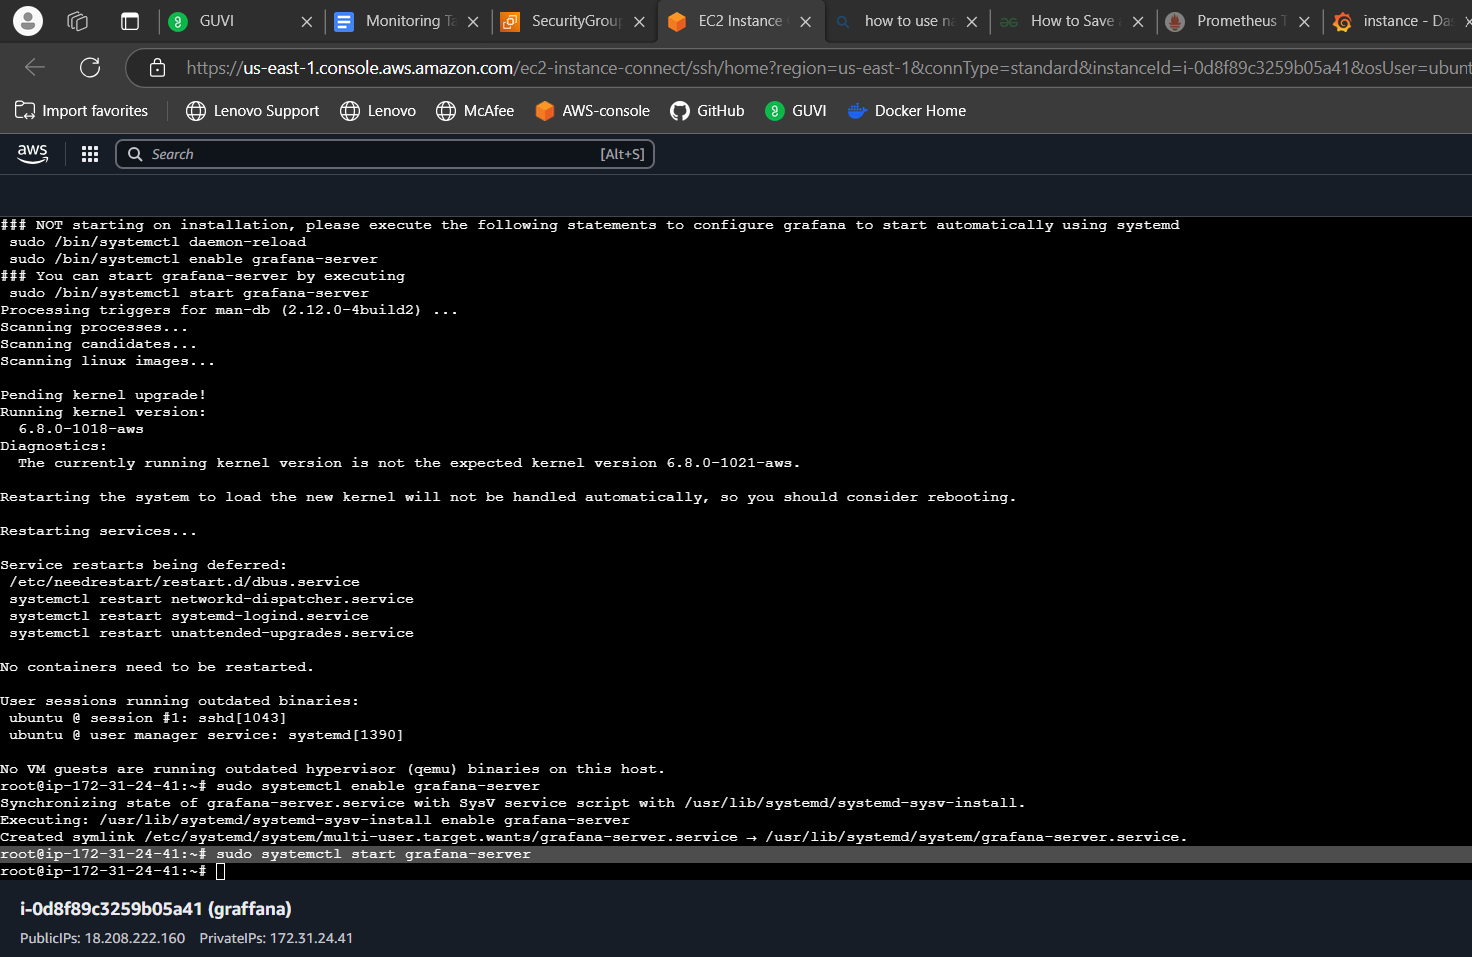 GUVI
Monitoring Ta
SecurityGroup
EC2 Instance
how to use na
How to Save
Prometheus T
instance - Das
https://us-east-1.console.aws.amazon.com/ec2-instance-connect/ssh/home?region=us-east-1&connType=standard&instanceId=i-0d8f89c3259b05a41&osUser=ubunt
Import favorites
Lenovo Support
Lenovo
McAfee
AWS-console
GitHub
GUVI
Docker Home
aws
Search
[Alt+S]
### NOT starting on installation, please execute the following statements to configure grafana to start automatically using systemd
sudo /bin/systemctl daemon-reload
sudo /bin/systemctl enable grafana-server
### You can start grafana-server by executing
sudo /bin/systemctl start grafana-server
Processing triggers for man-db (2.12.0-4build2) ...
Scanning processes...
Scanning candidates...
Scanning linux images...
Pending kernel upgrade!
Running kernel version:
6.8.0-1018-aws
Diagnostics:
The currently running kernel version is not the expected kernel version 6.8.0-1021-aws.
Restarting the system to load the new kernel will not be handled automatically, so you should consider rebooting.
Restarting services...
Service restarts being deferred:
/etc/needrestart/restart.d/dbus.service
systemctl restart networkd-dispatcher.service
systemctl restart systemd-logind.service
systemctl restart unattended-upgrades.service
No containers need to be restarted.
User sessions running outdated binaries:
ubuntu @ session #1: sshd[1043]
ubuntu @ user manager service: systemd[1390]
No VM guests are running outdated hypervisor (qemu) binaries on this host.
root@ip-172-31-24-41:~# sudo systemctl enable grafana-server
Synchronizing state of grafana-server.service with SysV service script with /usr/lib/systemd/systemd-sysv-install.
Executing: /usr/lib/systemd/systemd-sysv-install enable grafana-server
Created symlink /etc/systemd/system/multi-user.target.wants/grafana-server.service → /usr/lib/systemd/system/grafana-server.service.
root@ip-172-31-24-41:~# sudo systemctl start grafana-server
root@ip-172-31-24-41:~#
i-0d8f89c3259b05a41 (graffana)
PublicIPs: 18.208.222.160 PrivateIPs: 172.31.24.41